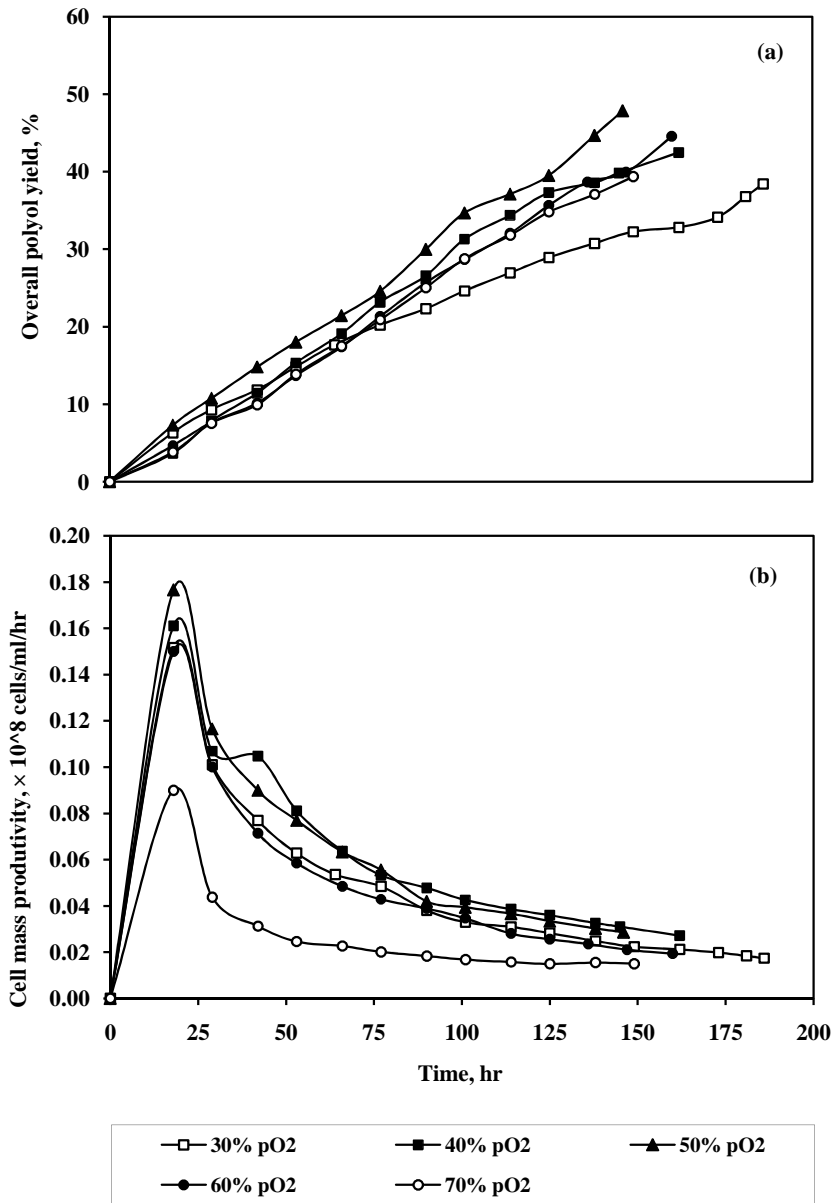 60
(a)
50
40
30
20
10
0
Overall polyol yield, %
0.20
(b)
0.18
0.16
0.14
0.12
0.10
0.08
0.06
0.04
0.02
0.00
Cell mass produtivity, × 10^8 cells/ml/hr
0 25 50 75 100 125 150 175 200
Time, hr
30% pO2 40% pO2 50% pO2
60% pO2 70% pO2